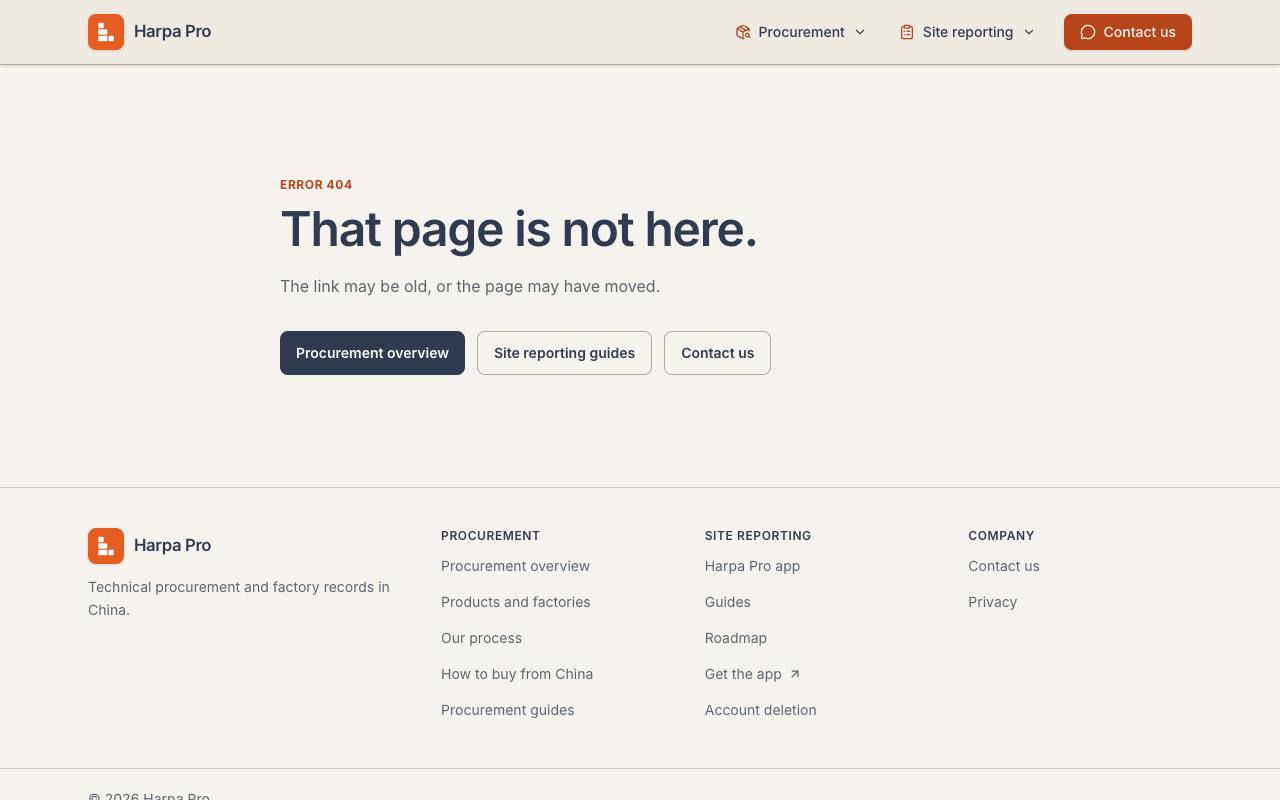 Harpa Pro
Procurement
Site reporting
Contact us
ERROR 404
That page is not here.
The link may be old, or the page may have moved.
Procurement overview
Site reporting guides
Contact us
Harpa Pro
Technical procurement and factory records in
China.
PROCUREMENT
Procurement overview
Products and factories
Our process
How to buy from China
Procurement guides
SITE REPORTING
Harpa Pro app
Guides
Roadmap
Get the app
Account deletion
COMPANY
Contact us
Privacy
© 2026 Harpa Pro